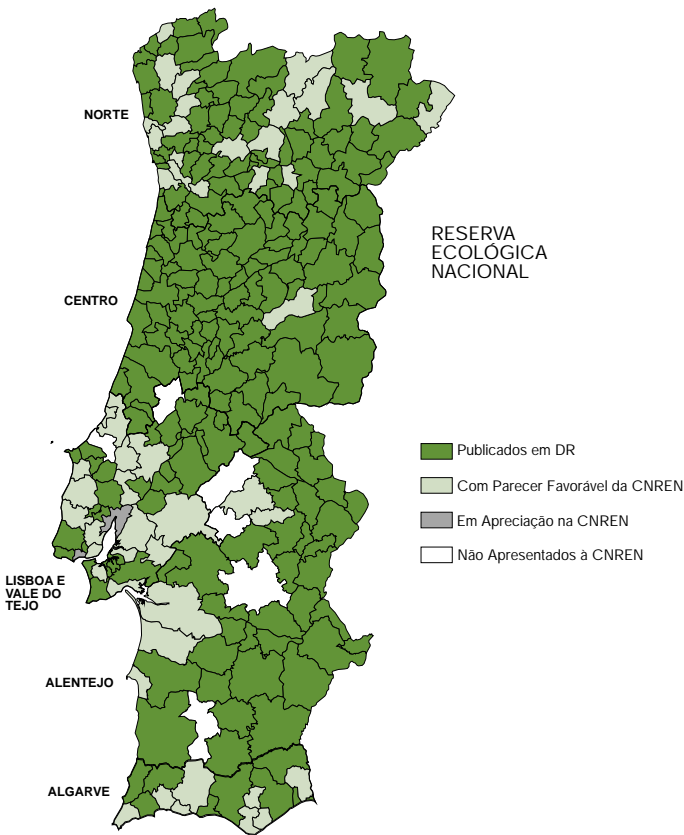 NORTE
RESERVA
ECOLÓGICA
NACIONAL
CENTRO
Publicados em DR
Com Parecer Favorável da CNREN
Em Apreciação na CNREN
Não Apresentados à CNREN
LISBOA E
VALE DO
TEJO
ALENTEJO
ALGARVE